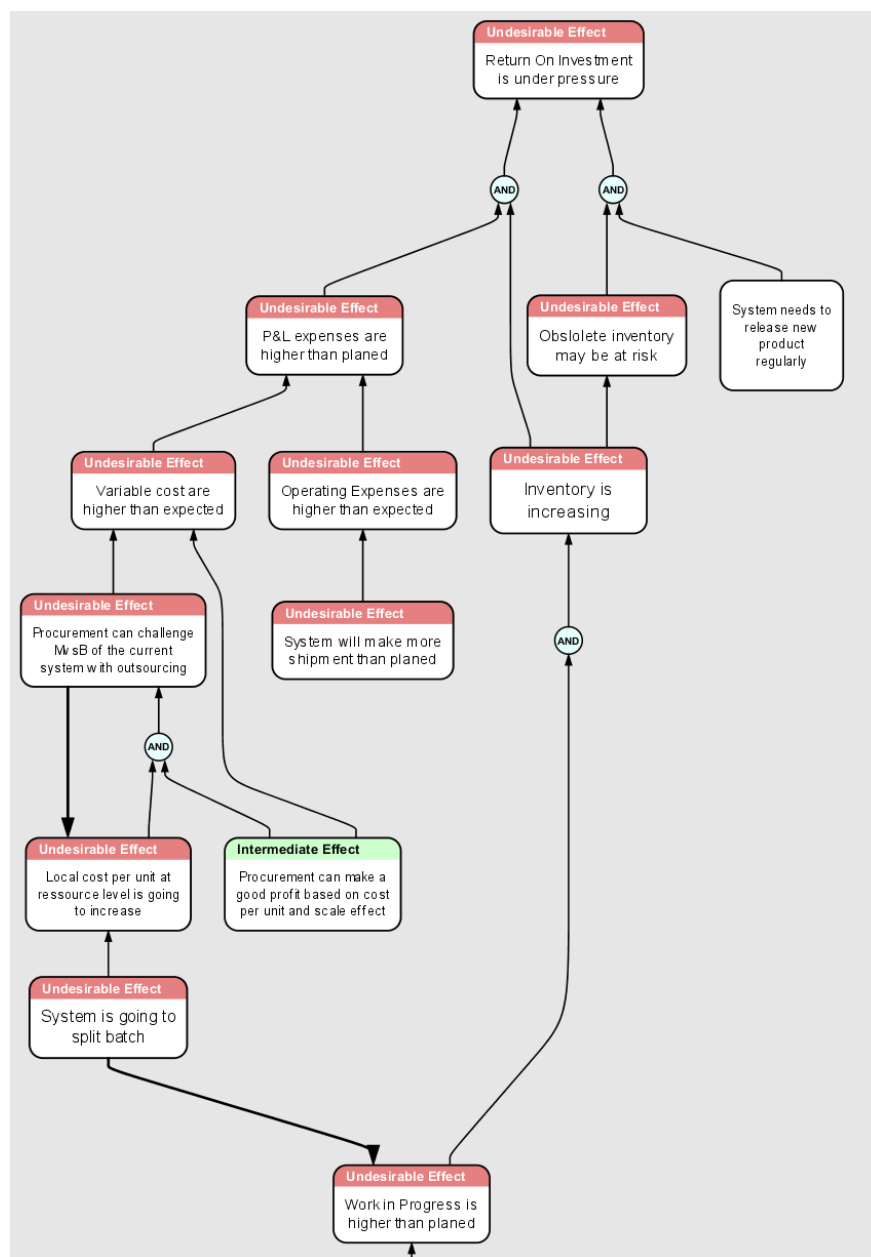 Undesirable Effect
Return On Investment
is under pressure
AND
AND
Undesirable Effect
P&L expenses are
higher than planed
Undesirable Effect
Obslolete inventory
may be at risk
System needs to
release new
product
regularly
Undesirable Effect
Variable cost are
higher than expected
Undesirable Effect
Operating Expenses are
higher than expected
Undesirable Effect
Inventory is
increasing
Undesirable Effect
Procurement can challenge
MvsB of the current
system with outsourcing
Undesirable Effect
System will make more
shipment than planed
AND
AND
Undesirable Effect
Local cost per unit at
ressource level is going
to increase
Intermediate Effect
Procurement can make a
good profit based on cost
per unit and scale effect
Undesirable Effect
System is going to
split batch
Undesirable Effect
Work in Progress is
higher than planed